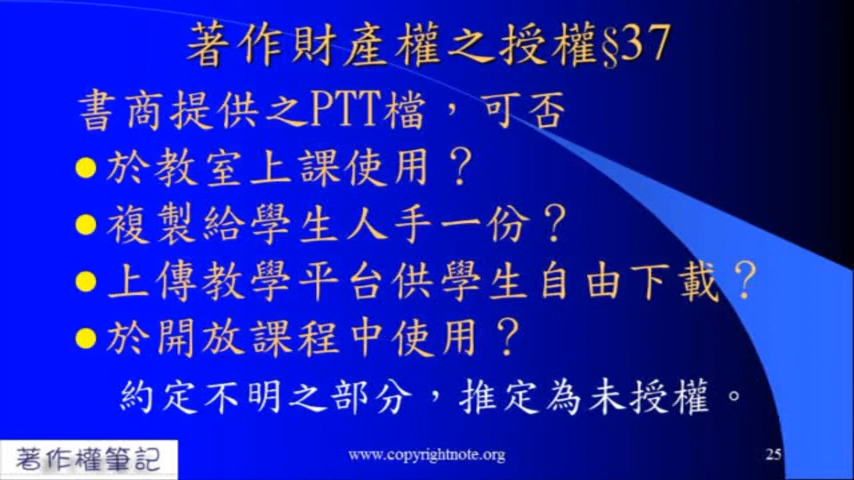 著作財產權之授權§37
書商提供之PTT檔，可否
●於教室上課使用？
●複製給學生人手一份？
●上傳教學平台供學生自由下載？
●於開放課程中使用？
約定不明之部分，推定為未授權。
著作權筆記
www.copyrightnote.org
25